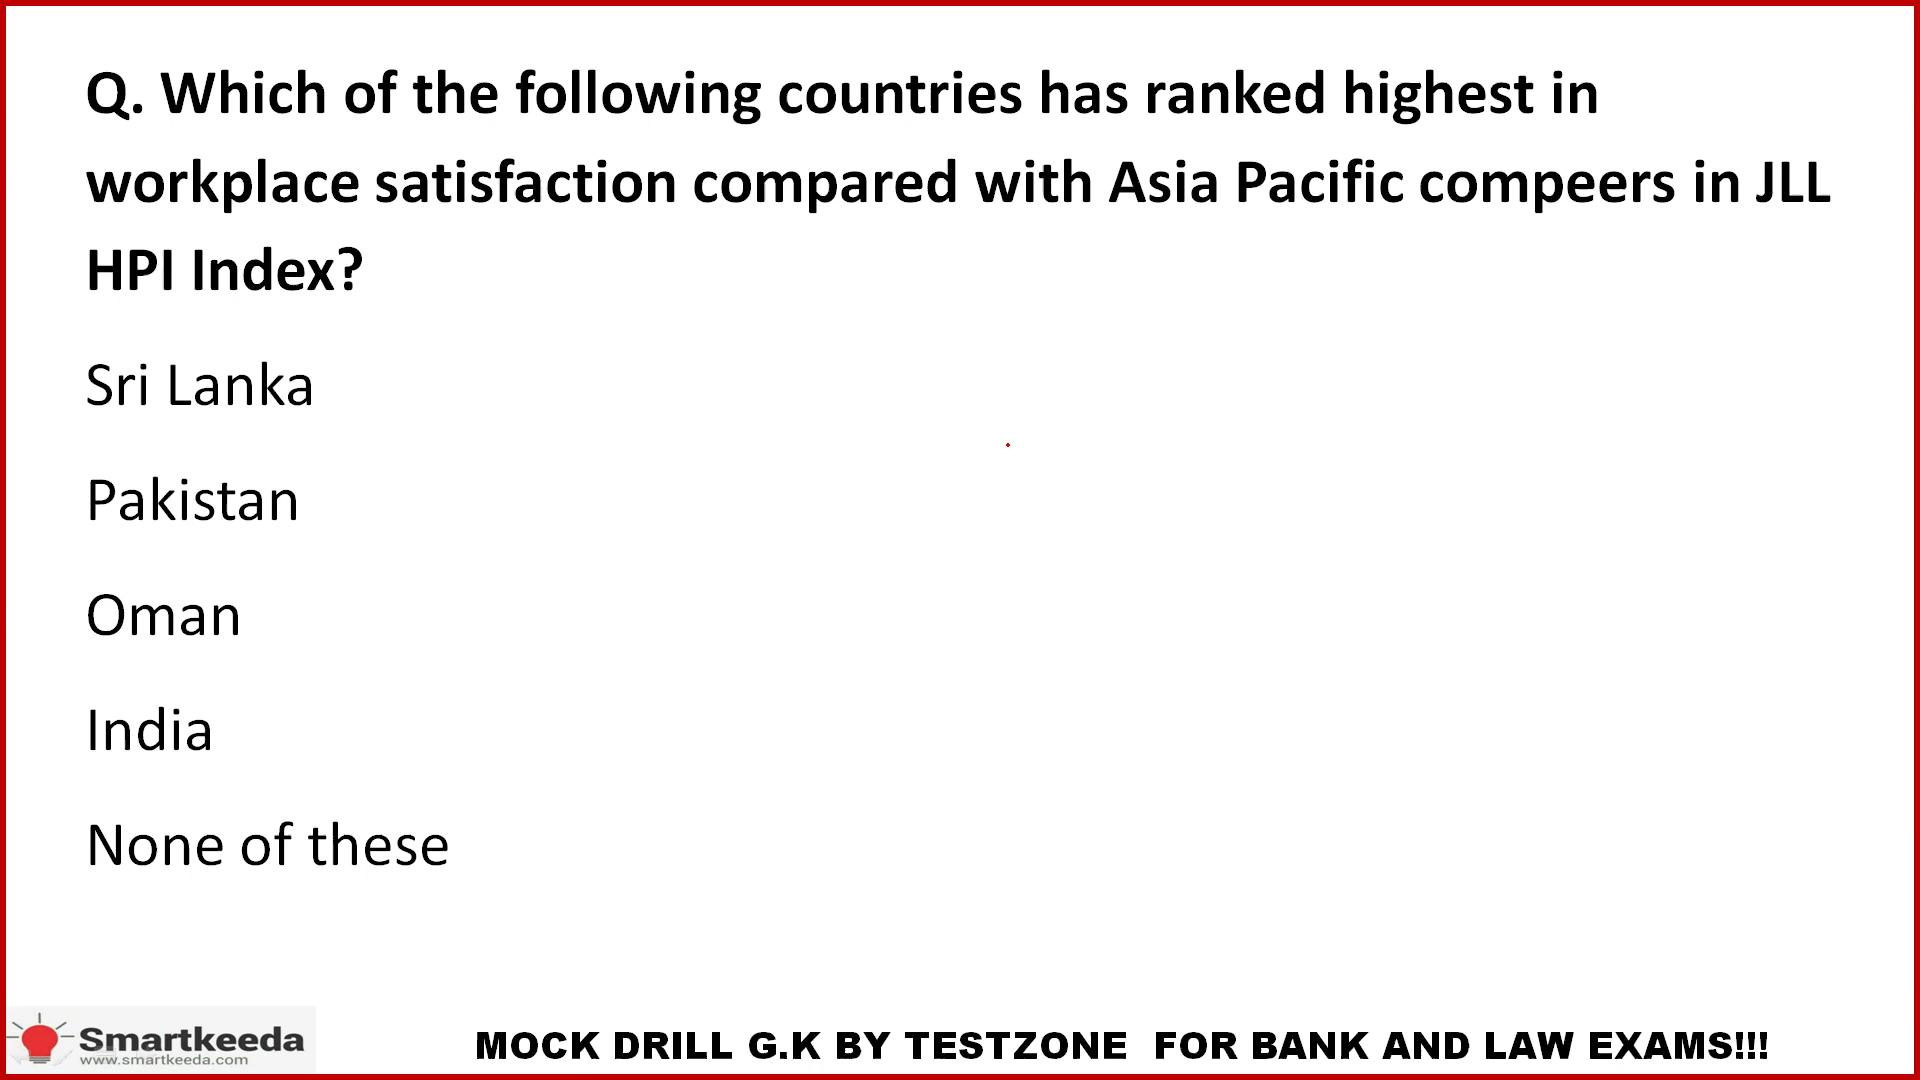 Q. Which of the following countries has ranked highest in
workplace satisfaction compared with Asia Pacific compeers in JLL
HPI Index?
Sri Lanka
Pakistan
Oman
India
None of these
Smartkeeda
www.smartkeeda.com
MOCK DRILL G.K BY TESTZONE FOR BANK AND LAW EXAMS!!!